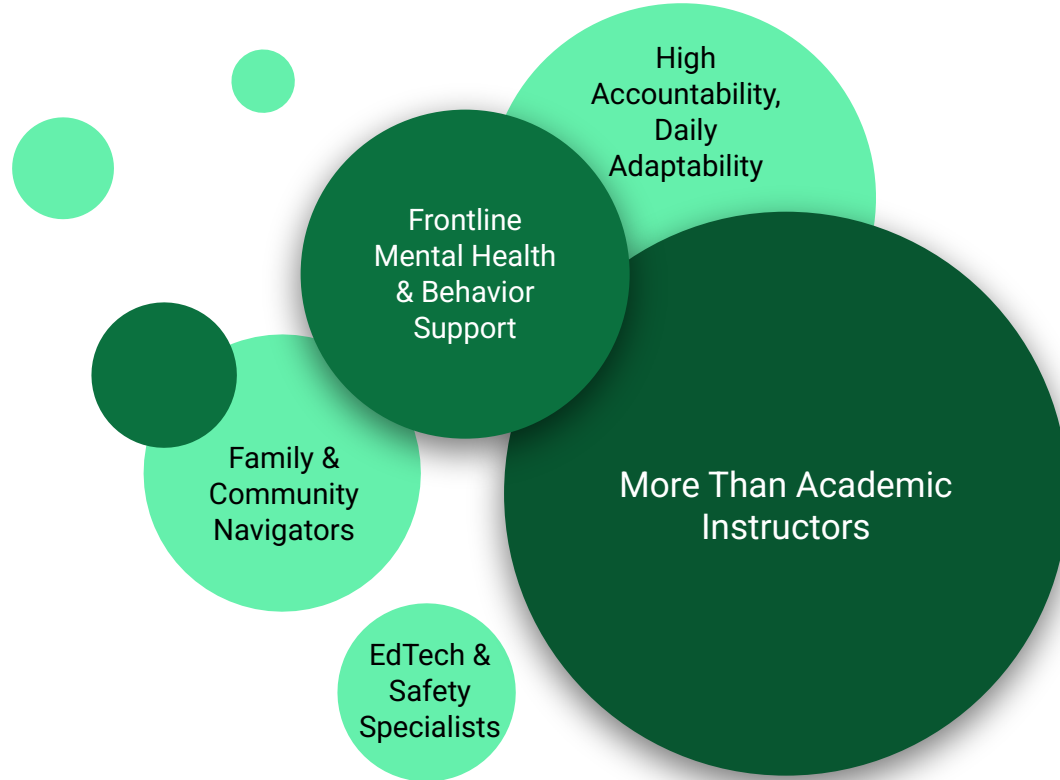 High
Accountability,
Daily
Adaptability
Frontline
Mental Health
& Behavior
Support
Family &
Community
Navigators
More Than Academic
Instructors
EdTech &
Safety
Specialists